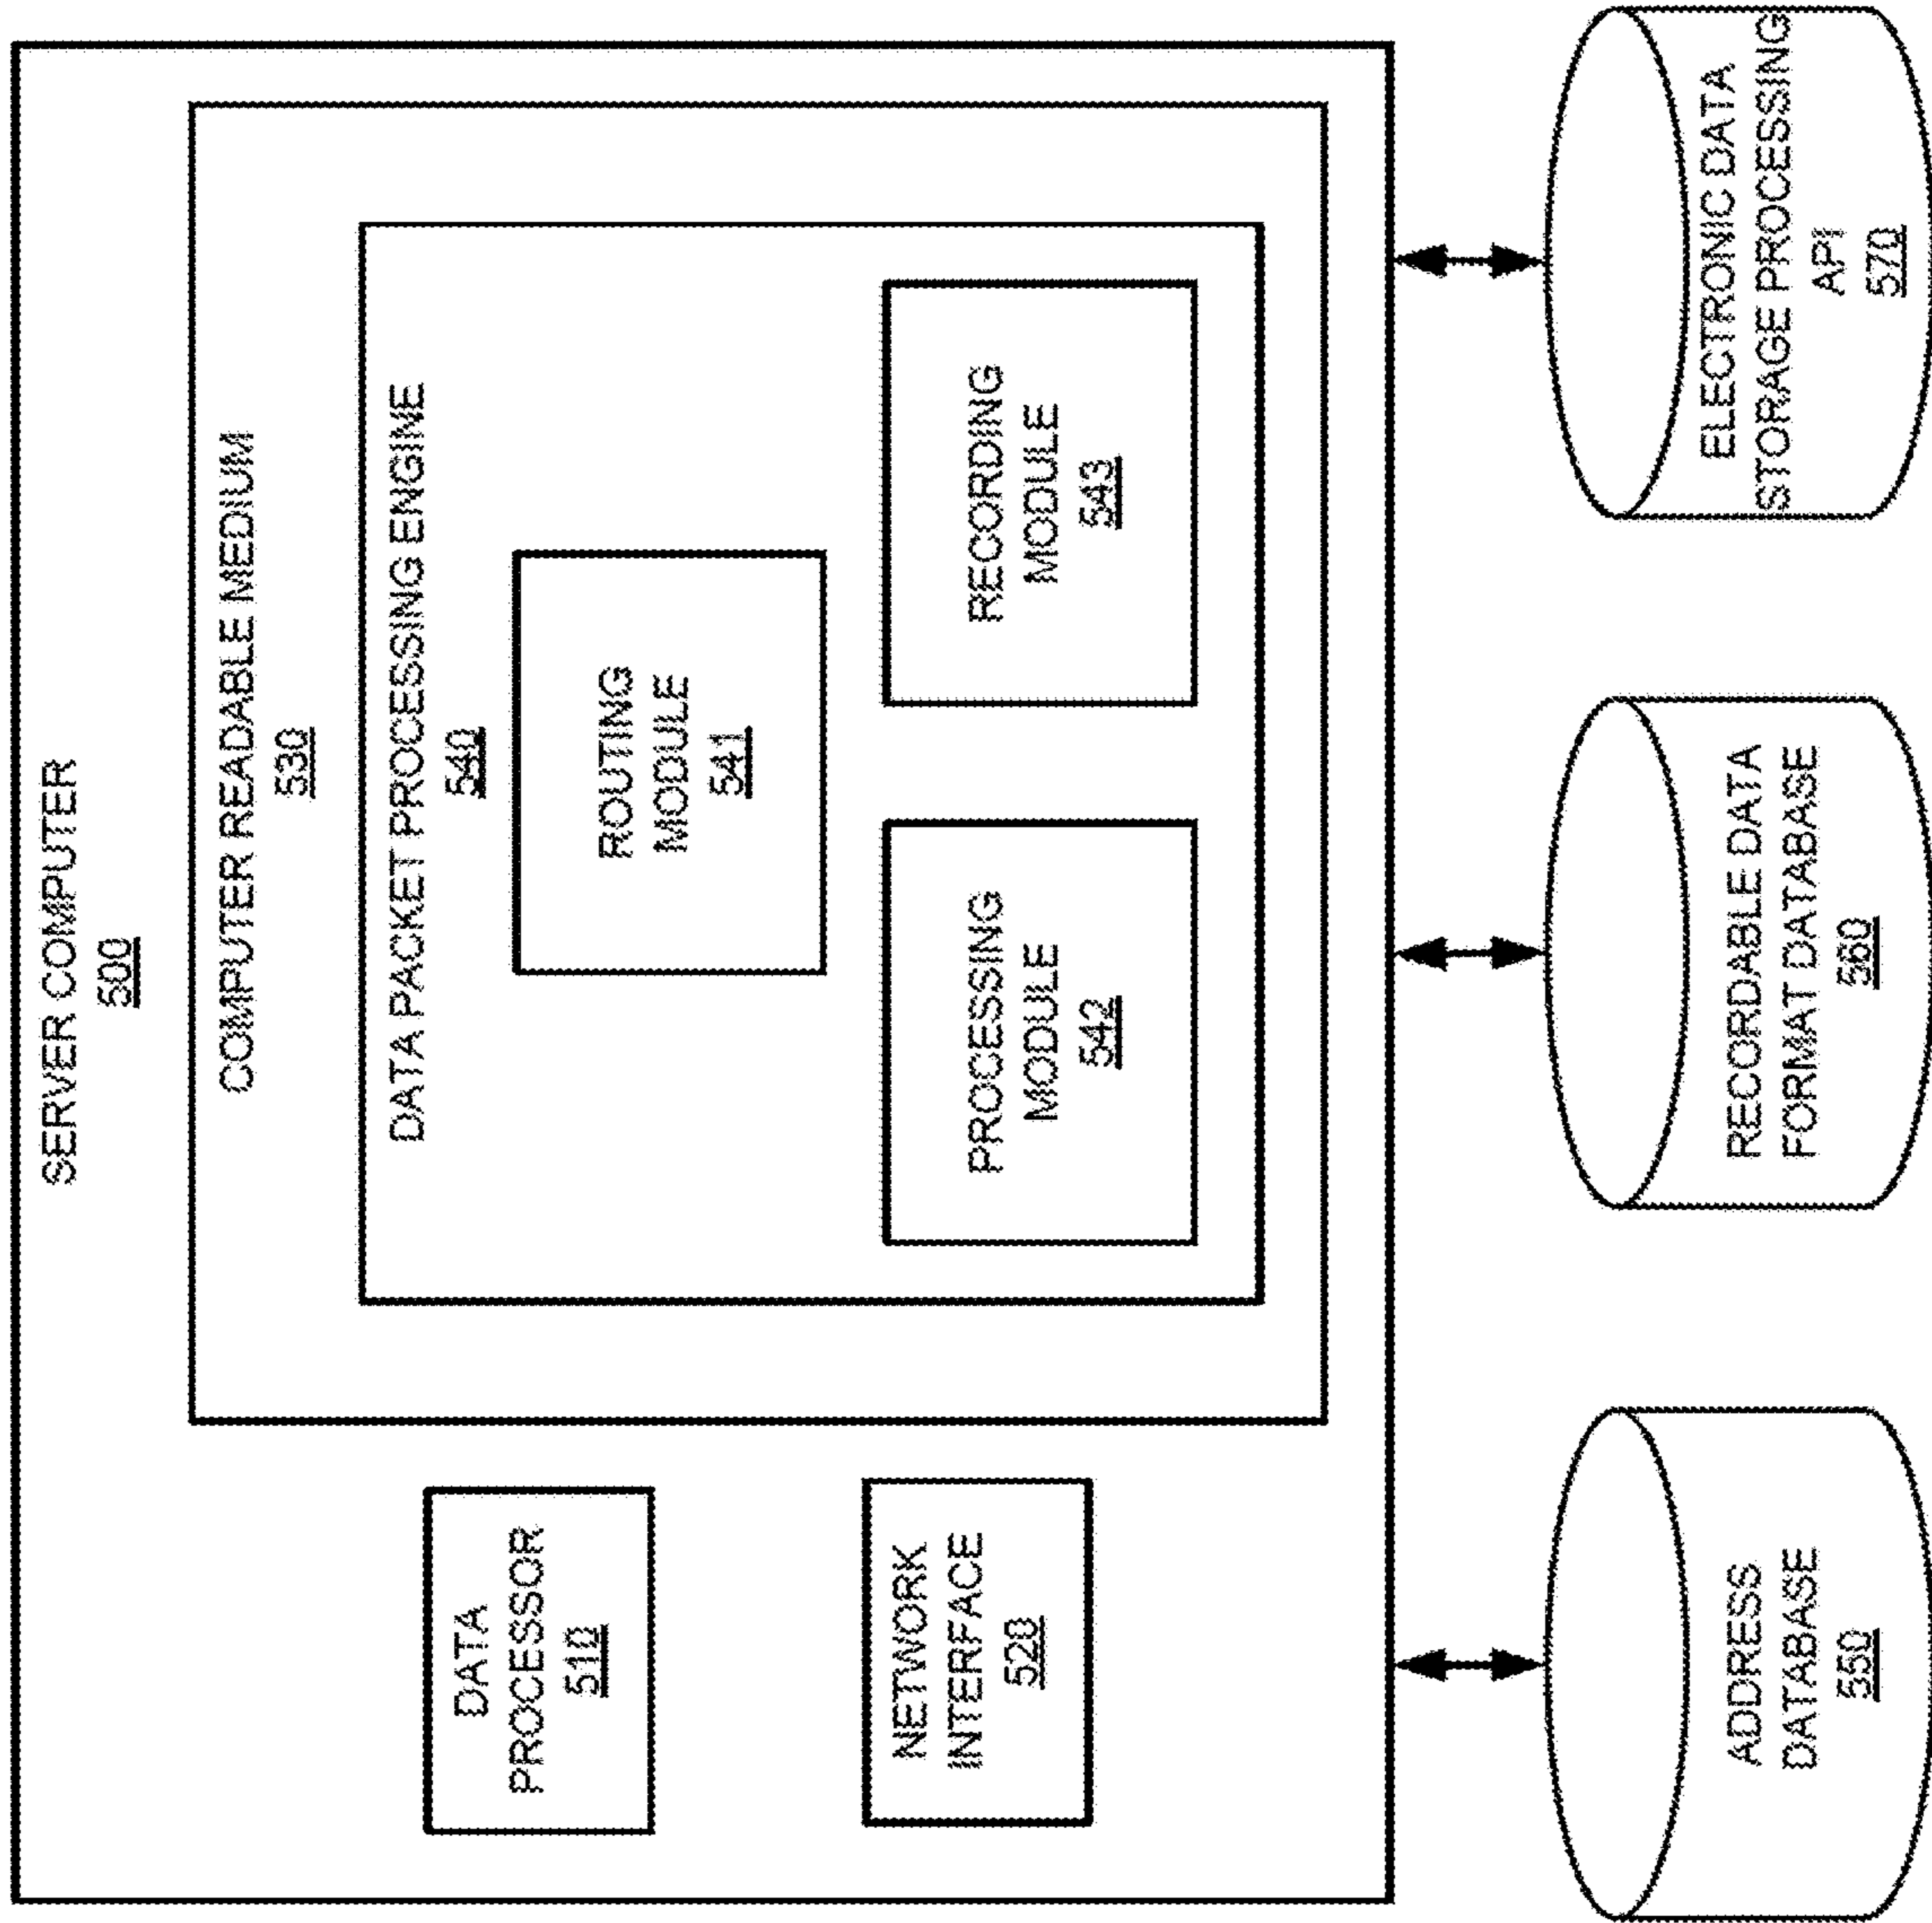 SERVER COMPUTER
500
COMPUTER READABLE MEDIUM
530
DATA PACKET PROCESSING ENGINE
540
ROUTING
MODULE
541
PROCESSING
MODULE
542
RECORDING
MODULE
543
DATA
PROCESSOR
510
NETWORK
INTERFACE
520
ADDRESS
DATABASE
550
RECORDABLE DATA
FORMAT DATABASE
560
ELECTRONIC DATA
STORAGE PROCESSING
API
570